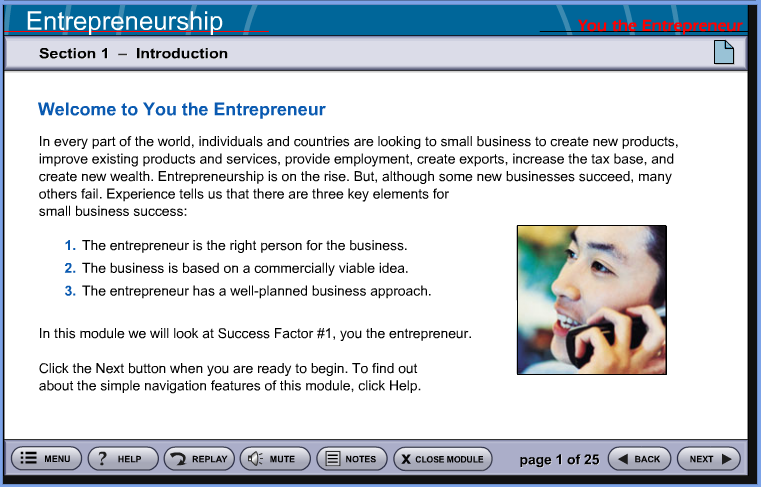 Entrepreneurship
You the Entrepreneur
Section 1 – Introduction
Welcome to You the Entrepreneur
In every part of the world, individuals and countries are looking to small business to create new products,
improve existing products and services, provide employment, create exports, increase the tax base, and
create new wealth. Entrepreneurship is on the rise. But, although some new businesses succeed, many
others fail. Experience tells us that there are three key elements for
small business success:
1. The entrepreneur is the right person for the business.
2. The business is based on a commercially viable idea.
3. The entrepreneur has a well-planned business approach.
In this module we will look at Success Factor #1, you the entrepreneur.
Click the Next button when you are ready to begin. To find out
about the simple navigation features of this module, click Help.
MENU ? HELP REPLAY MUTE NOTES X CLOSE MODULE page 1 of 25 BACK NEXT